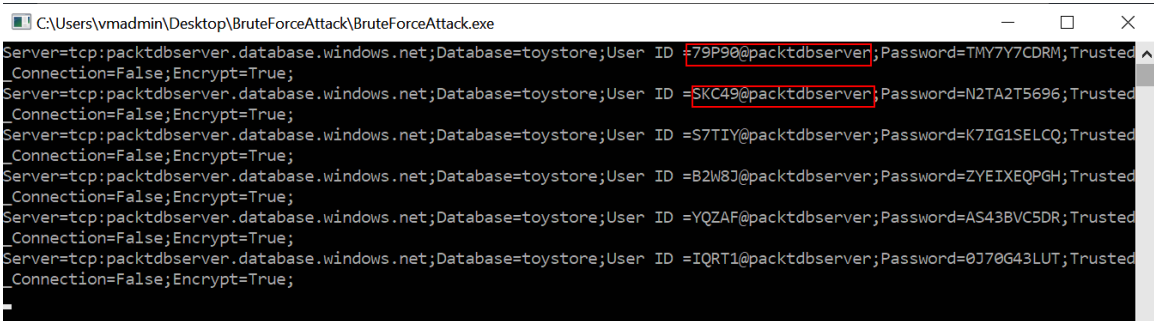 C:\Users\vmadmin\Desktop\BruteForceAttack\BruteForceAttack.exe
Server=tcp:packtdbserver.database.windows.net;Database=toystore;User ID =79P90@packtdbserver;Password=TMY7Y7CDRM;Trusted
_Connection=False;Encrypt=True;
Server=tcp:packtdbserver.database.windows.net;Database=toystore;User ID =SKC49@packtdbserver;Password=N2TA2T5696;Trusted
_Connection=False;Encrypt=True;
Server=tcp:packtdbserver.database.windows.net;Database=toystore;User ID =S7TIY@packtdbserver;Password=K7IG1SELCQ;Trusted
_Connection=False;Encrypt=True;
Server=tcp:packtdbserver.database.windows.net;Database=toystore;User ID =B2W8J@packtdbserver;Password=ZYEIXEQPGH;Trusted
_Connection=False;Encrypt=True;
Server=tcp:packtdbserver.database.windows.net;Database=toystore;User ID =YQZAF@packtdbserver;Password=AS43BVC5DR;Trusted
_Connection=False;Encrypt=True;
Server=tcp:packtdbserver.database.windows.net;Database=toystore;User ID =IQRT1@packtdbserver;Password=0J70G43LUT;Trusted
_Connection=False;Encrypt=True;